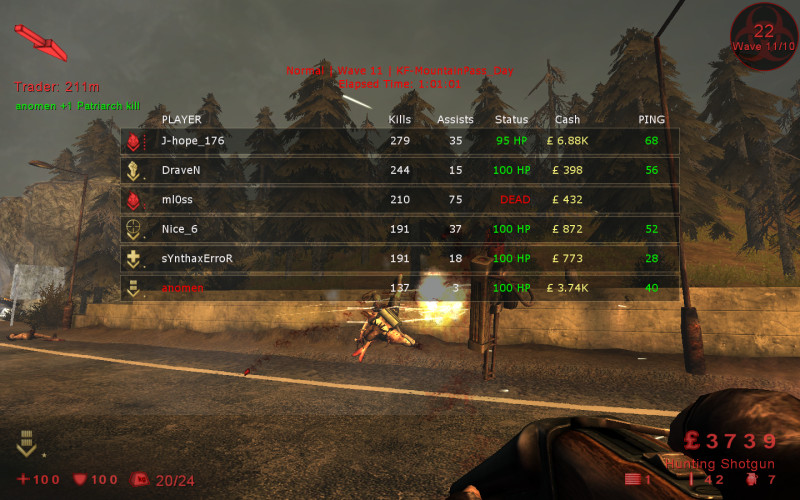 22
Wave 11/10
Normal | Wave 11 | KF-MountainPass Day
Elapsed Time: 1:01:01
Trader: 211m
anomen +1 Patriarch kill
PLAYER Kills Assists Status Cash PING
J-hope_176 279 35 95 HP £ 6.88K 68
DraveN 244 15 100 HP £ 398 56
ml0ss 210 75 DEAD £ 432
Nice_6 191 37 100 HP £ 872 52
sYnthaxErroR 191 18 100 HP £ 773 28
anomen 137 3 100 HP £ 3.74K 40
£3739
Hunting Shotgun
100 100 20/24 1 42 7